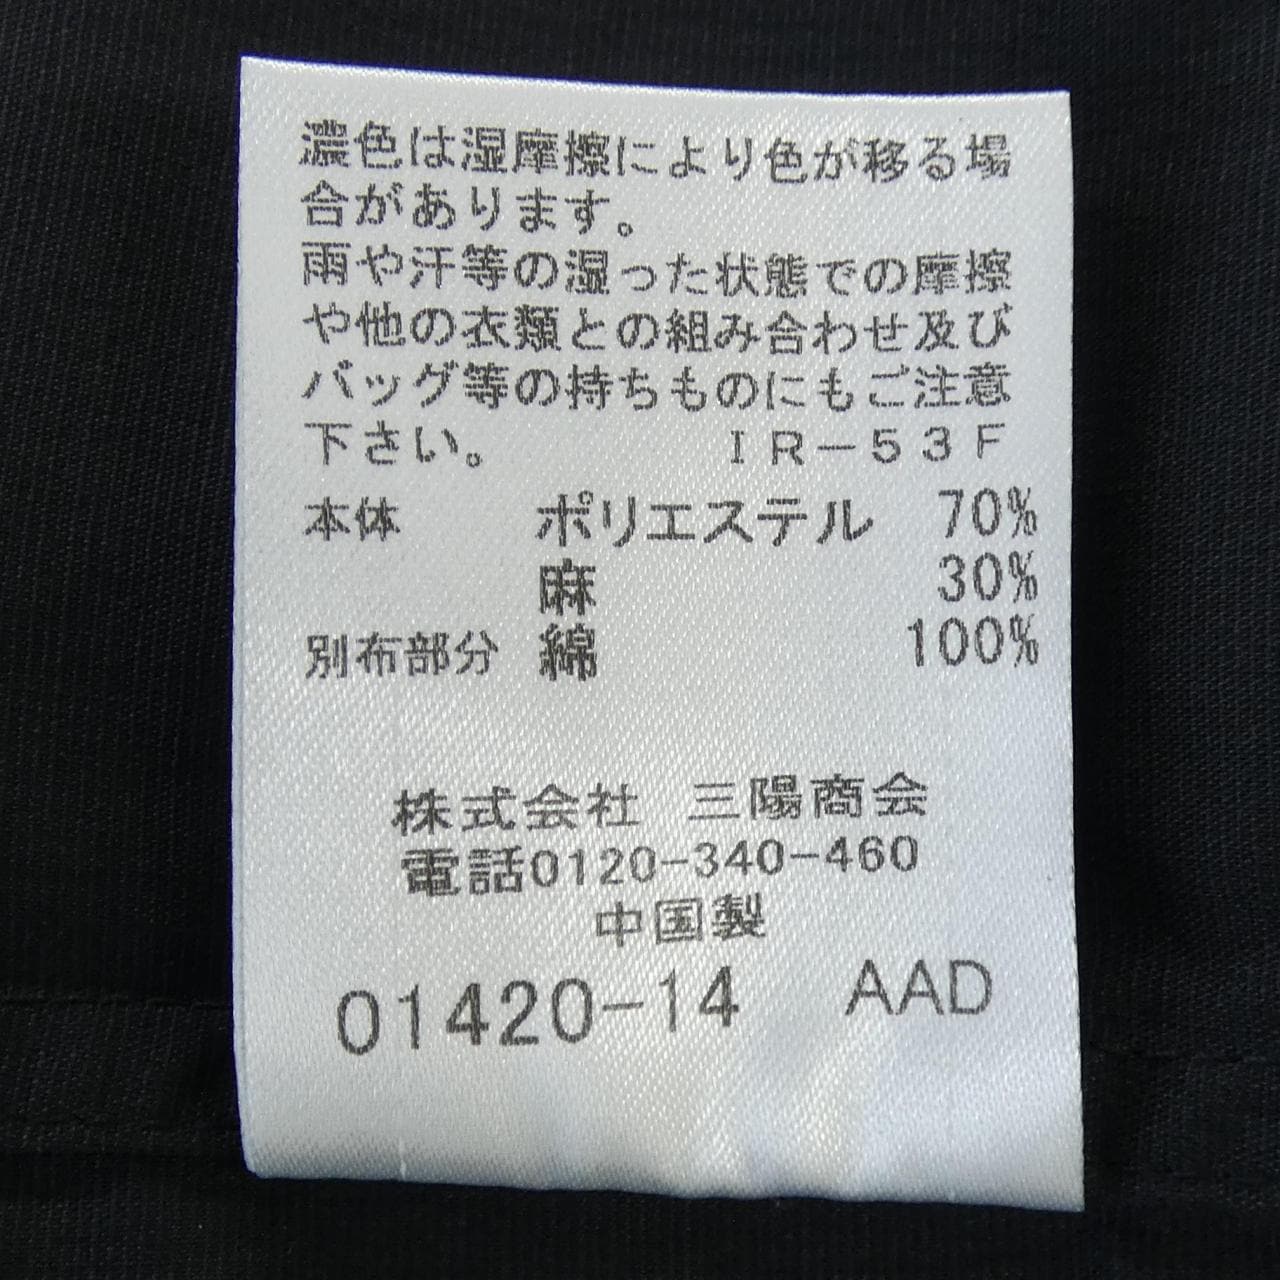 濃色は湿摩擦により色が移る場
合があります。
雨や汗等の湿った状態での摩擦
や他の衣類との組み合わせ及び
バッグ等の持ちものにもご注意
下さい。 ＩＲ−５３Ｆ
本体 ポリエステル 70%
麻 30%
別布部分 綿 100%
株式会社 三陽商会
電話0120-340-460
中国製
01420-14 AAD